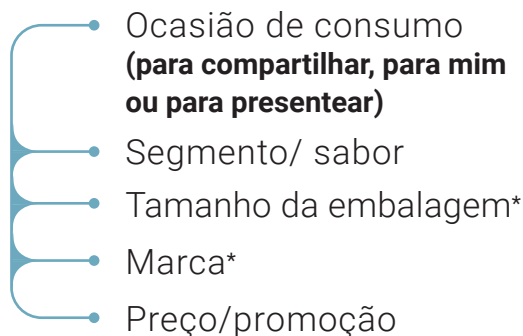 Ocasião de consumo
(para compartilhar, para mim
ou para presentear)
Segmento/ sabor
Tamanho da embalagem*
Marca*
Preço/promoção